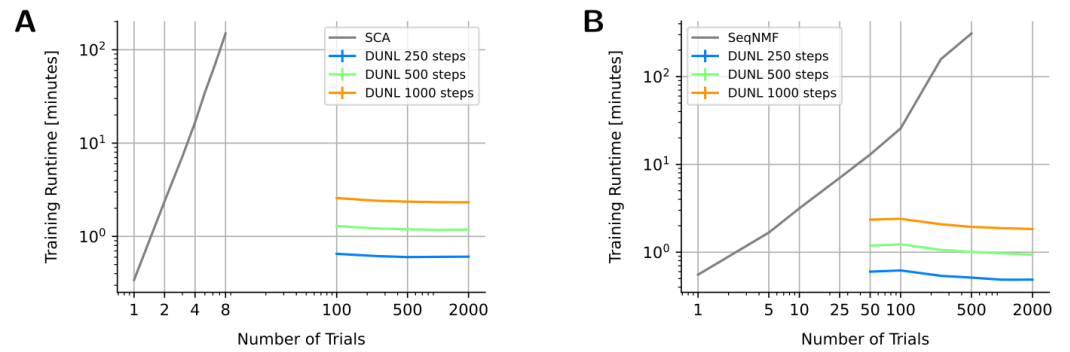 A
Training Runtime [minutes]
10²
10¹
10⁰
SCA
DUNL 250 steps
DUNL 500 steps
DUNL 1000 steps
1 2 4 8 100 500 2000
Number of Trials
B
Training Runtime [minutes]
10²
10¹
10⁰
SeqNMF
DUNL 250 steps
DUNL 500 steps
DUNL 1000 steps
1 5 10 25 50 100 500 2000
Number of Trials